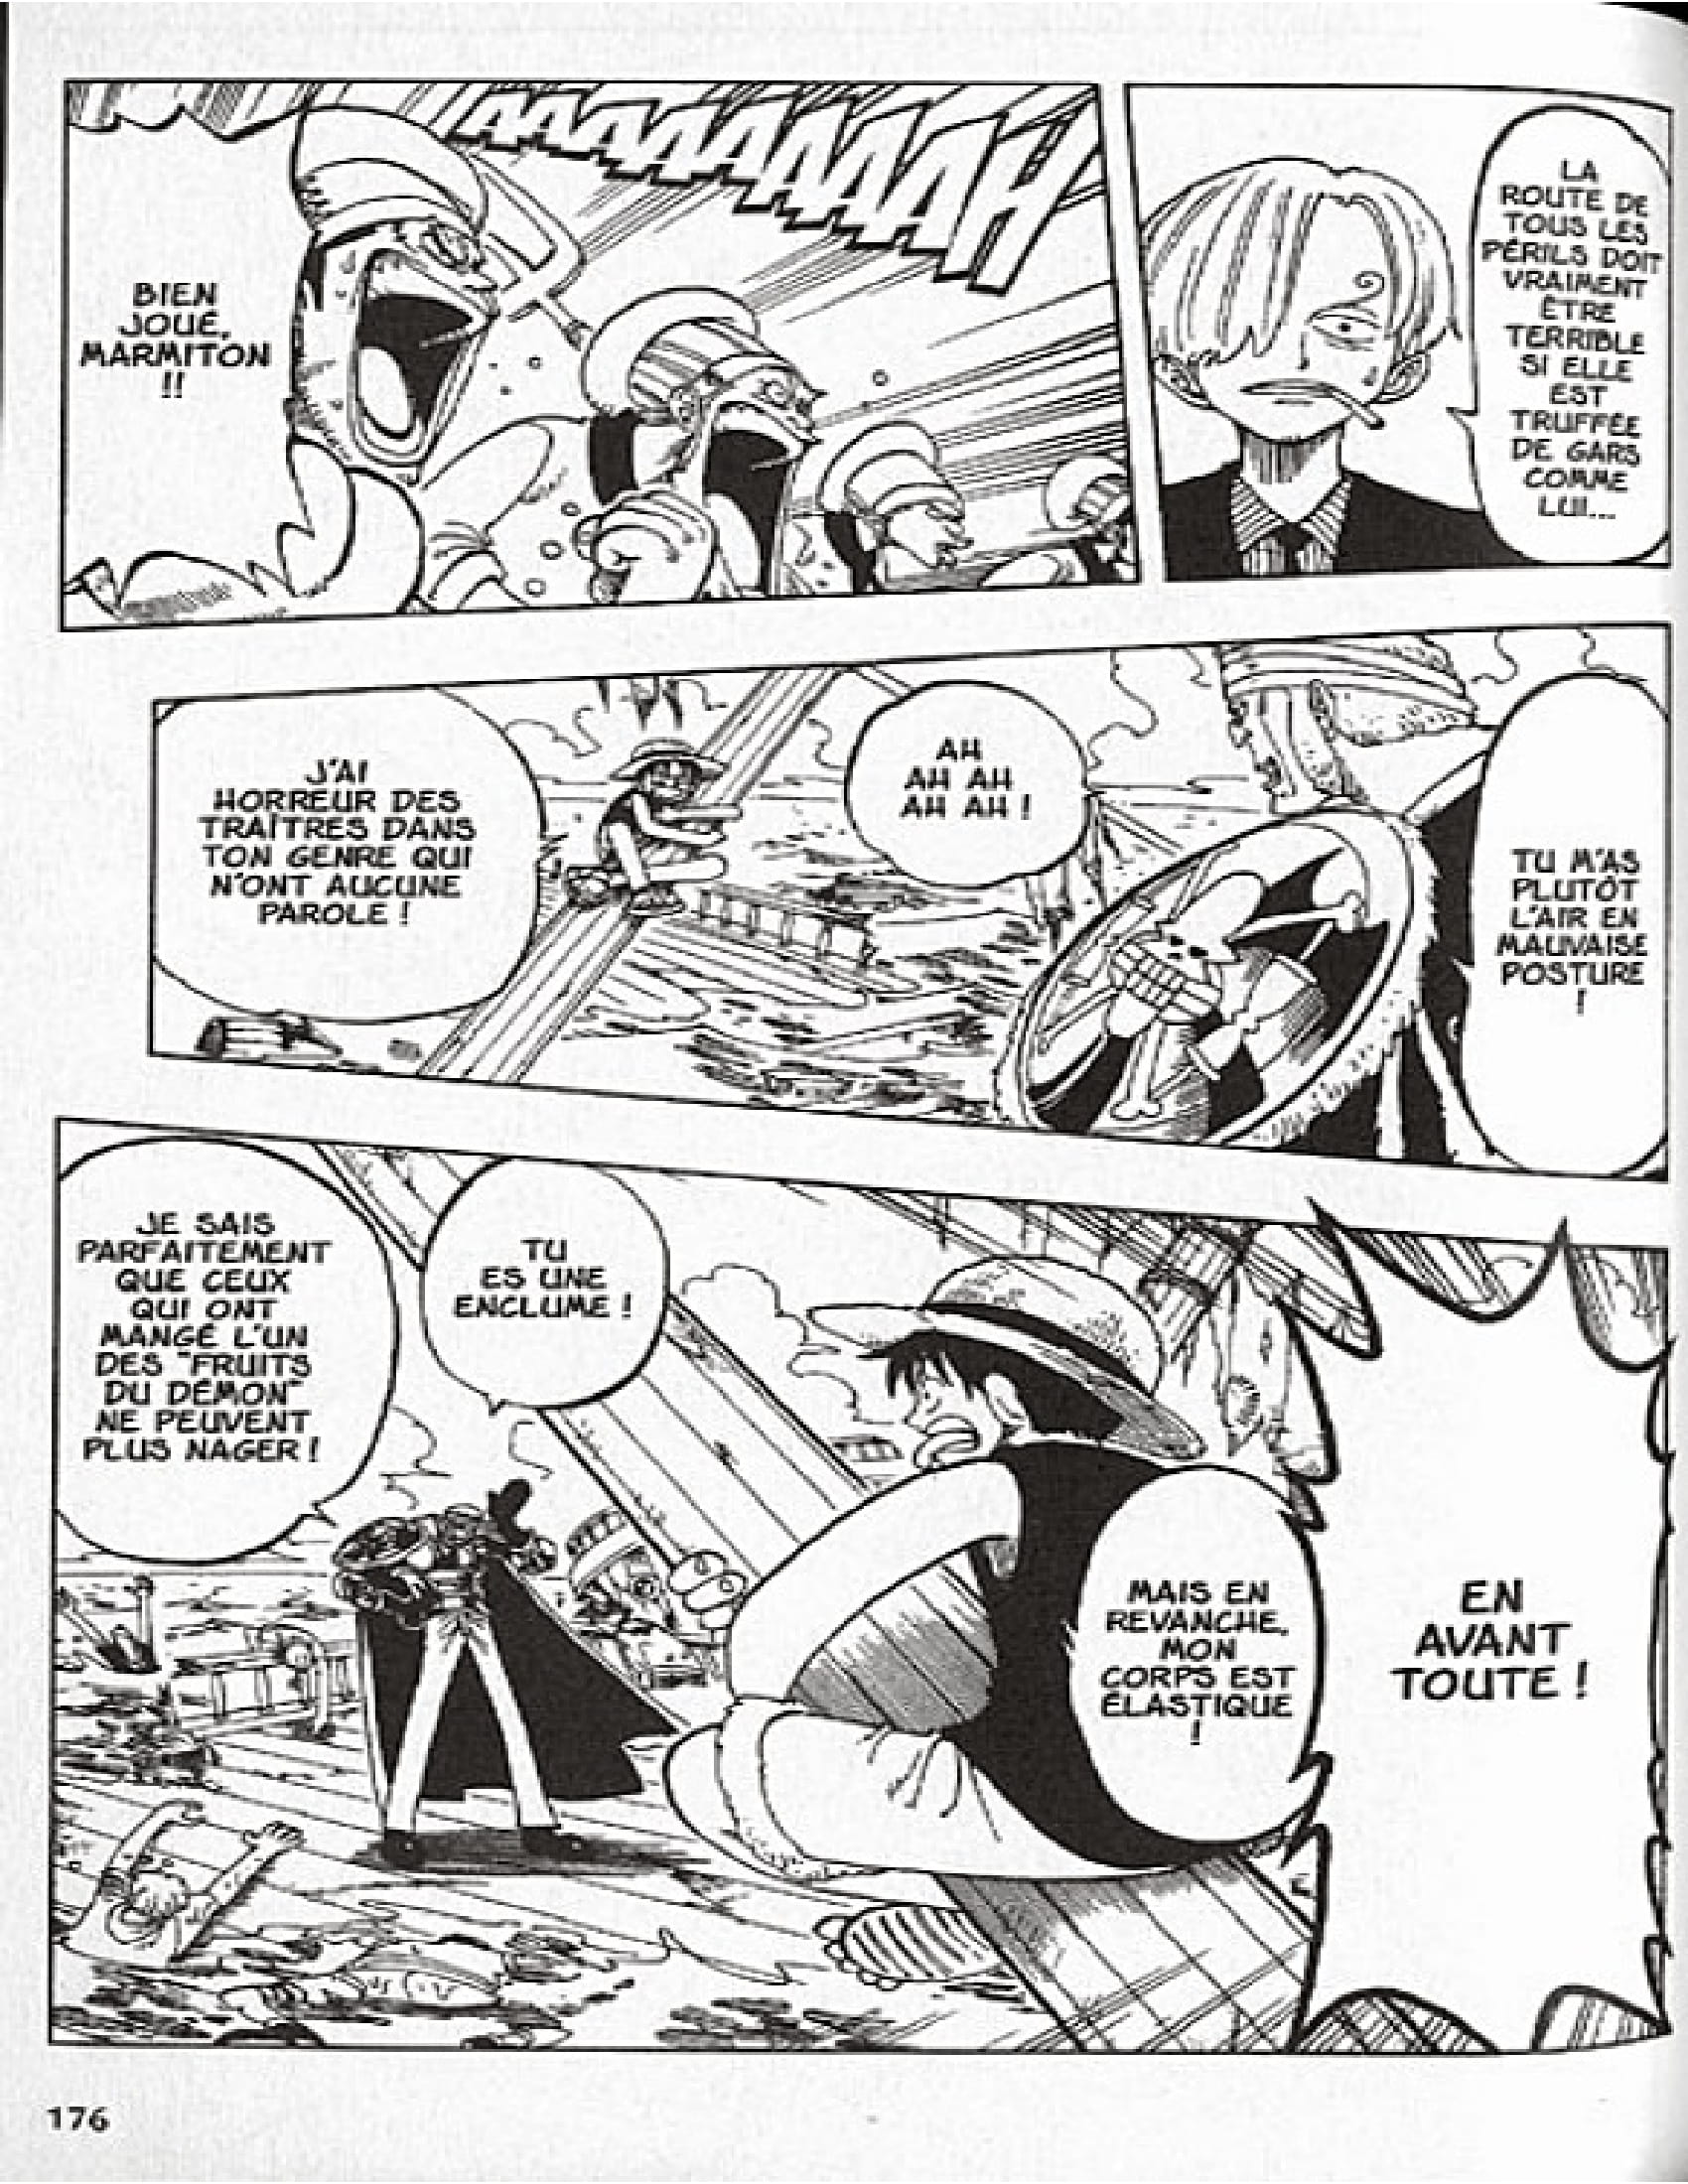 LA
ROUTE DE
TOUS LES
PÉRILS DOIT
VRAIMENT
ÊTRE
TERRIBLE
SI ELLE
EST
TRUFFÉE
DE GARS
COMME
LUI...
AAAAAAAAAH
BIEN
JOUÉ,
MARMITON
!!
TU M'AS
PLUTÔT
L'AIR EN
MAUVAISE
POSTURE
!
AH
AH AH
AH AH !
J'AI
HORREUR DES
TRAÎTRES DANS
TON GENRE QUI
N'ONT AUCUNE
PAROLE !
EN
AVANT
TOUTE !
MAIS EN
REVANCHE,
MON
CORPS EST
ÉLASTIQUE
!
TU
ES UNE
ENCLUME !
JE SAIS
PARFAITEMENT
QUE CEUX
QUI ONT
MANGÉ L'UN
DES "FRUITS
DU DÉMON"
NE PEUVENT
PLUS NAGER !
176